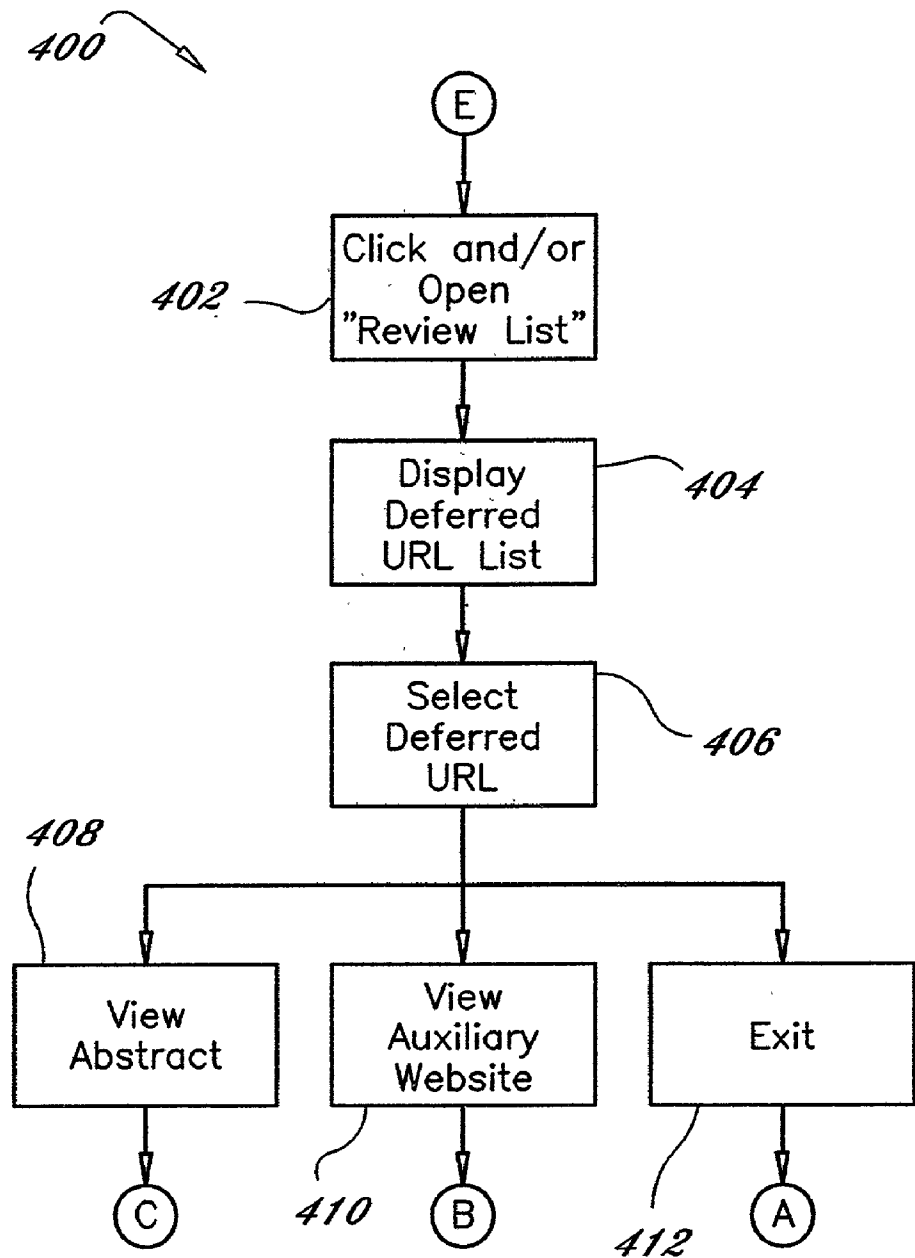 400
E
Click and/or
Open
"Review List"
402
Display
Deferred
URL List
404
Select
Deferred
URL
406
408
View
Abstract
View
Auxiliary
Website
Exit
410
412
C
B
A